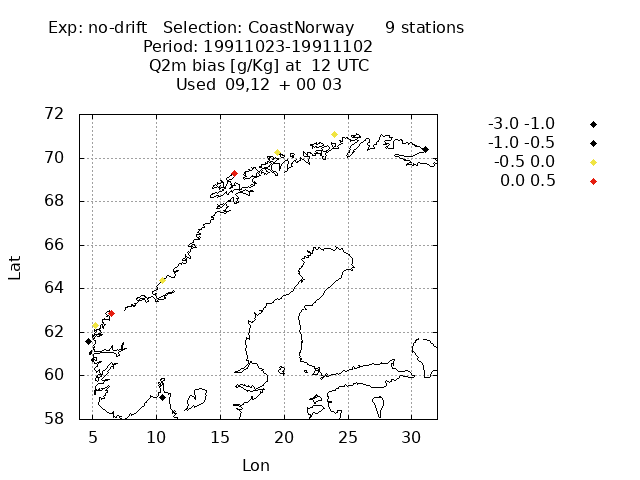 Exp: no-drift Selection: CoastNorway 9 stations
Period: 19911023-19911102
Q2m bias [g/Kg] at 12 UTC
Used 09,12 + 00 03
72
70
68
66
64
62
60
58
5 10 15 20 25 30
Lat
Lon
-3.0 -1.0
-1.0 -0.5
-0.5 0.0
0.0 0.5